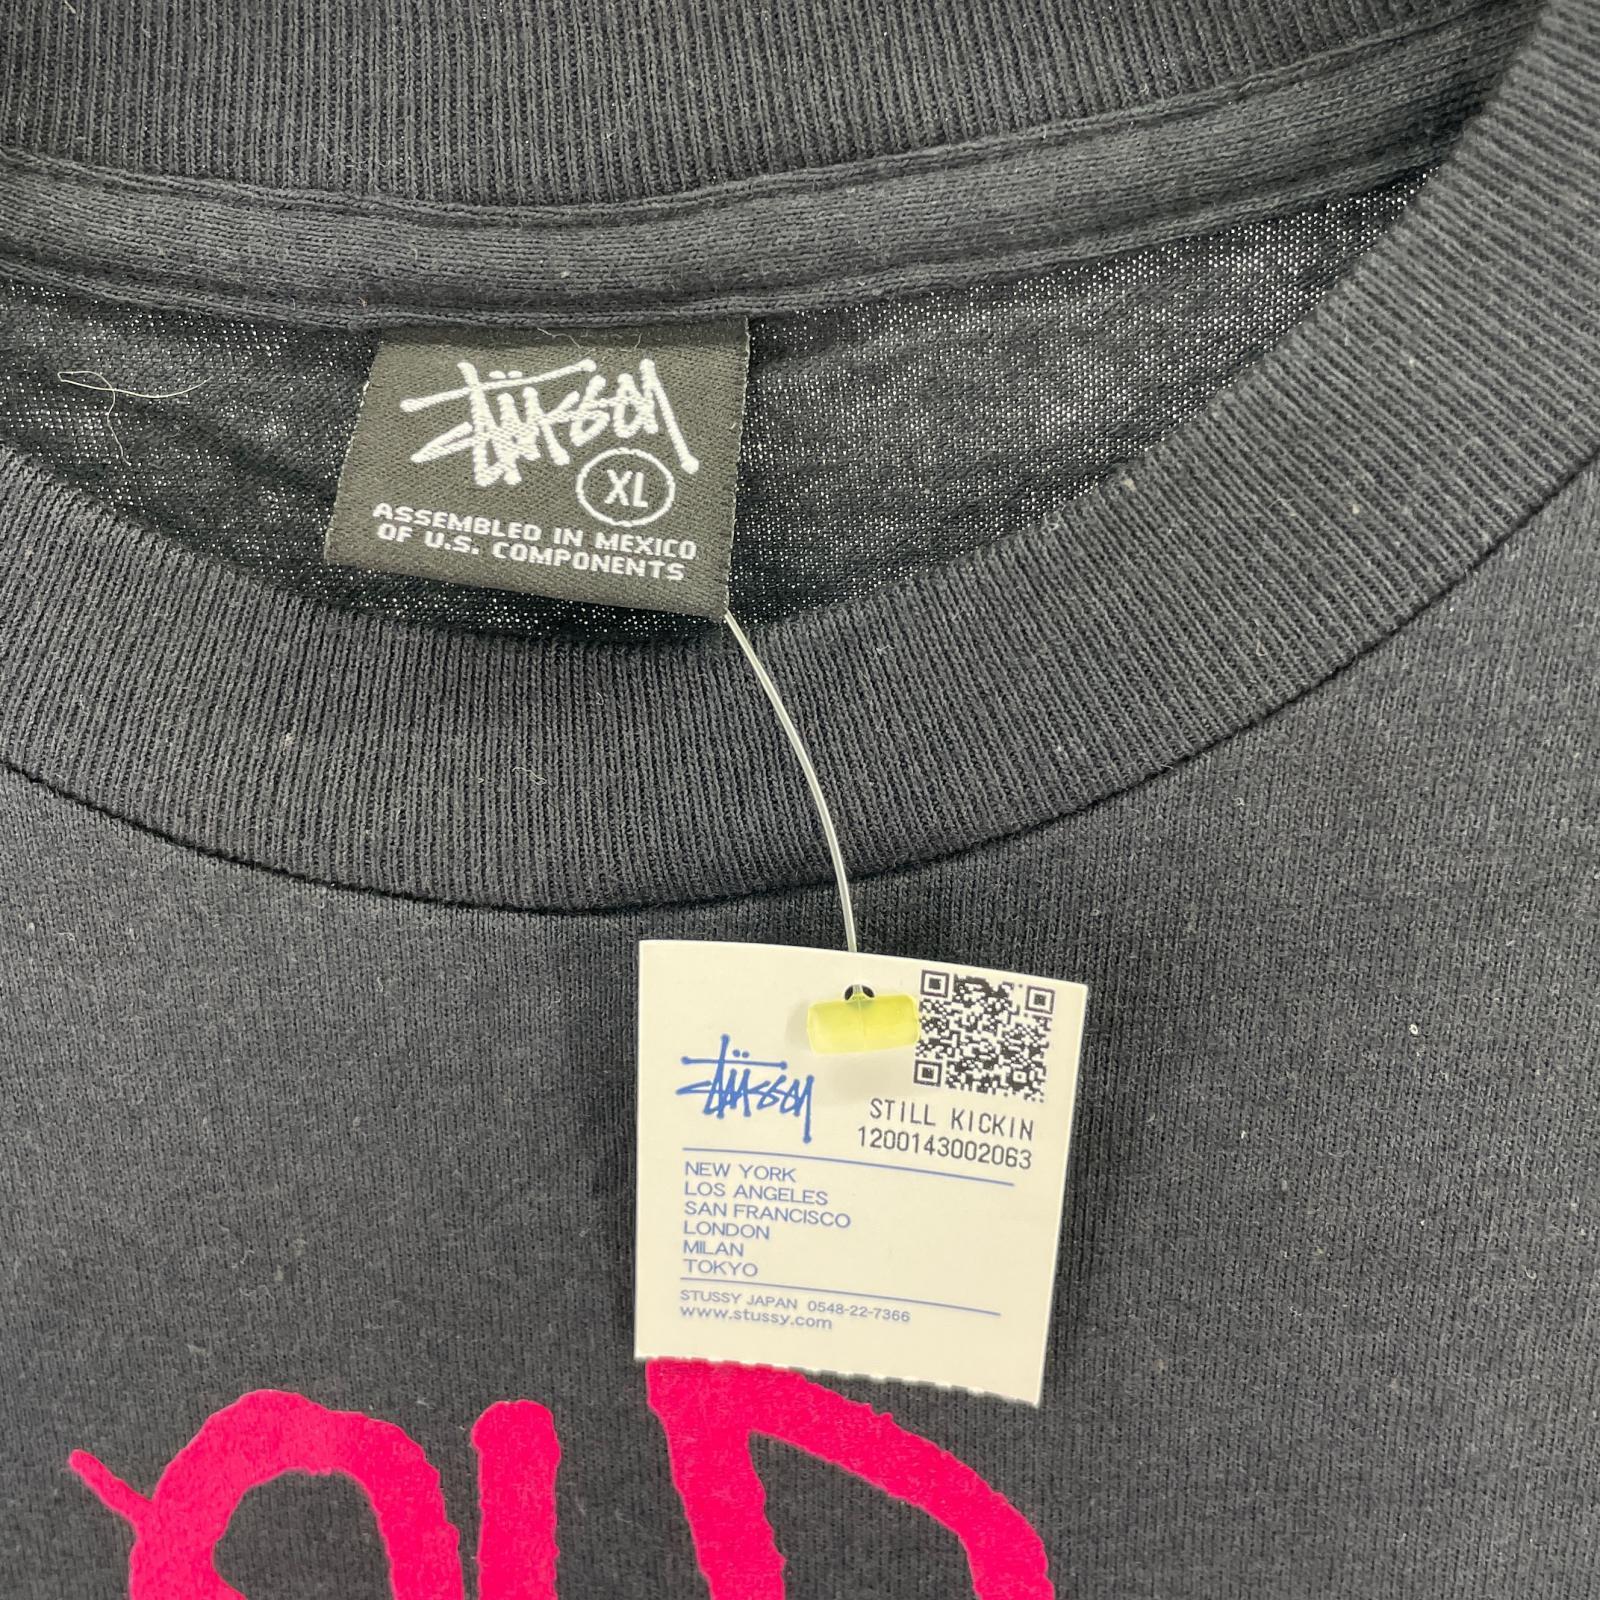 Stüssy
XL
ASSEMBLED IN MEXICO
OF U.S. COMPONENTS
Stüssy
STILL KICKIN
1200143002063
NEW YORK
LOS ANGELES
SAN FRANCISCO
LONDON
MILAN
TOKYO
STUSSY JAPAN 0548-22-7366
www.stussy.com
OLD